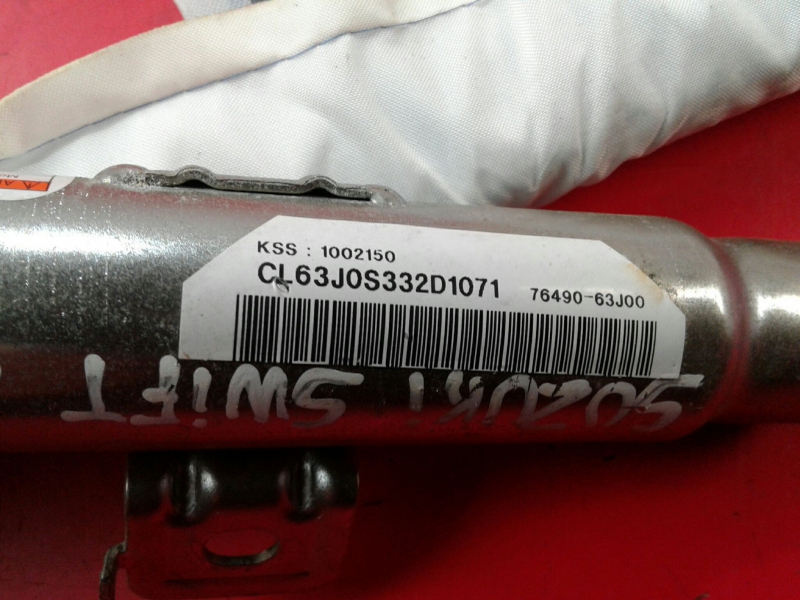 KSS : 1002150
CL63J0S332D1071 76490-63J00
SUZUKI SWiFT